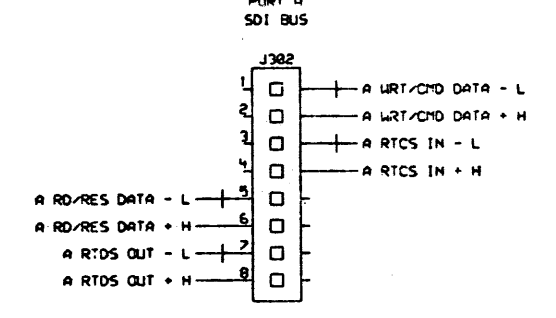 PORT A
SDI BUS
J302
1 A WRT/CMD DATA - L
2 A WRT/CMD DATA + H
3 A RTCS IN - L
4 A RTCS IN + H
A RD/RES DATA - L 5
A RD/RES DATA + H 6
A RTDS OUT - L 7
A RTDS OUT + H 8